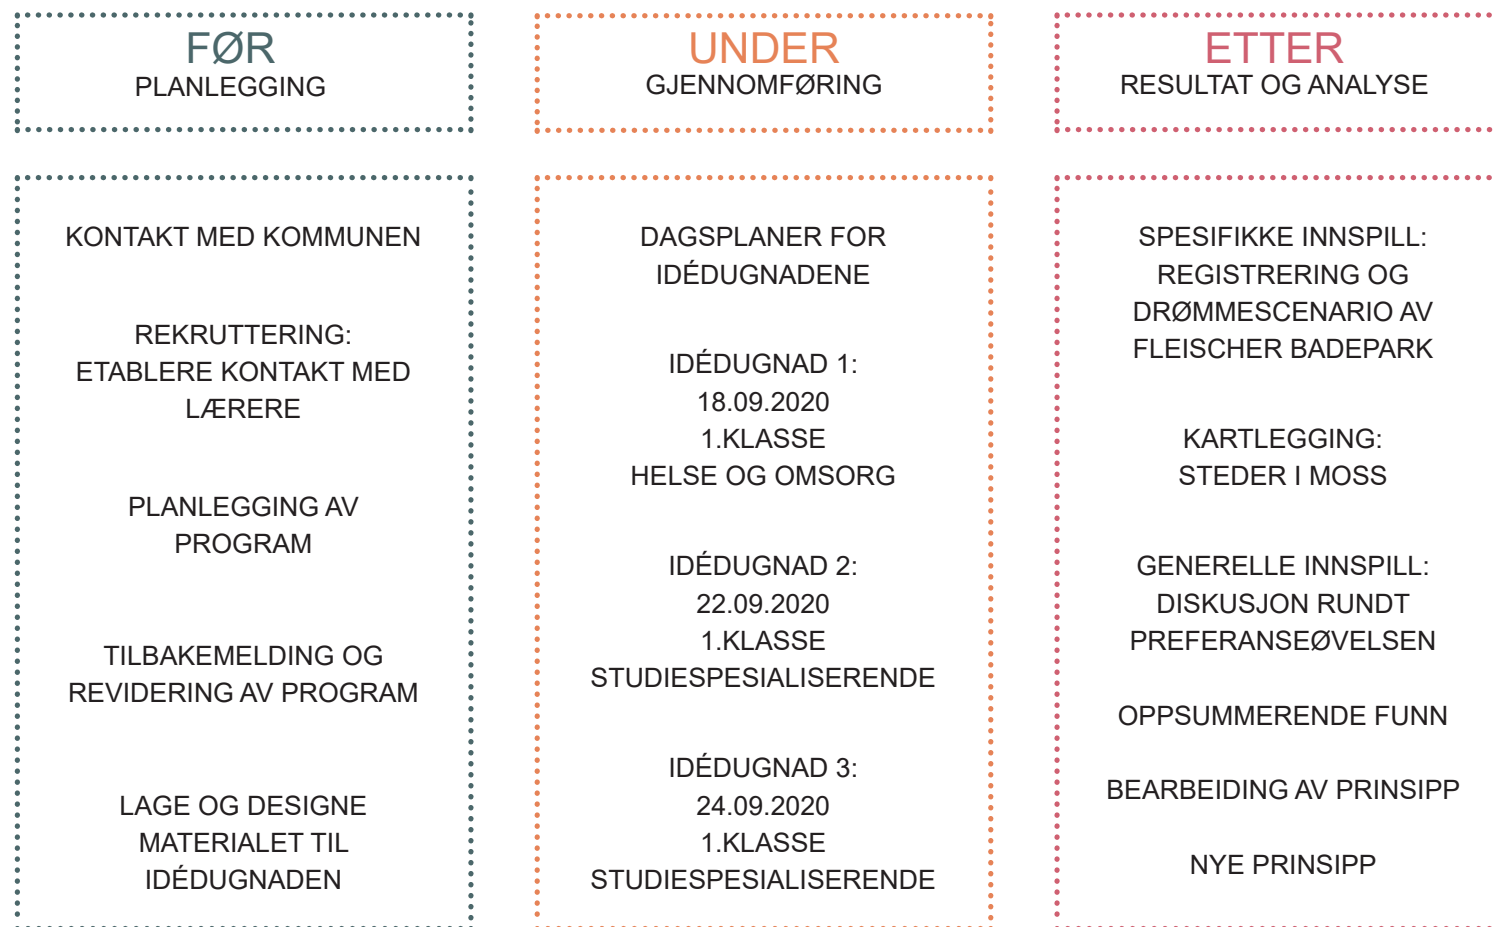 FØR
PLANLEGGING
KONTAKT MED KOMMUNEN
REKRUTTERING:
ETABLERE KONTAKT MED
LÆRERE
PLANLEGGING AV
PROGRAM
TILBAKEMELDING OG
REVIDERING AV PROGRAM
LAGE OG DESIGNE
MATERIALET TIL
IDÉDUGNADEN
UNDER
GJENNOMFØRING
DAGSPLANER FOR
IDÉDUGNADENE
IDÉDUGNAD 1:
18.09.2020
1.KLASSE
HELSE OG OMSORG
IDÉDUGNAD 2:
22.09.2020
1.KLASSE
STUDIESPESIALISERENDE
IDÉDUGNAD 3:
24.09.2020
1.KLASSE
STUDIESPESIALISERENDE
ETTER
RESULTAT OG ANALYSE
SPESIFIKKE INNSPILL:
REGISTRERING OG
DRØMMESCENARIO AV
FLEISCHER BADEPARK
KARTLEGGING:
STEDER I MOSS
GENERELLE INNSPILL:
DISKUSJON RUNDT
PREFERANSEØVELSEN
OPPSUMMERENDE FUNN
BEARBEIDING AV PRINSIPP
NYE PRINSIPP